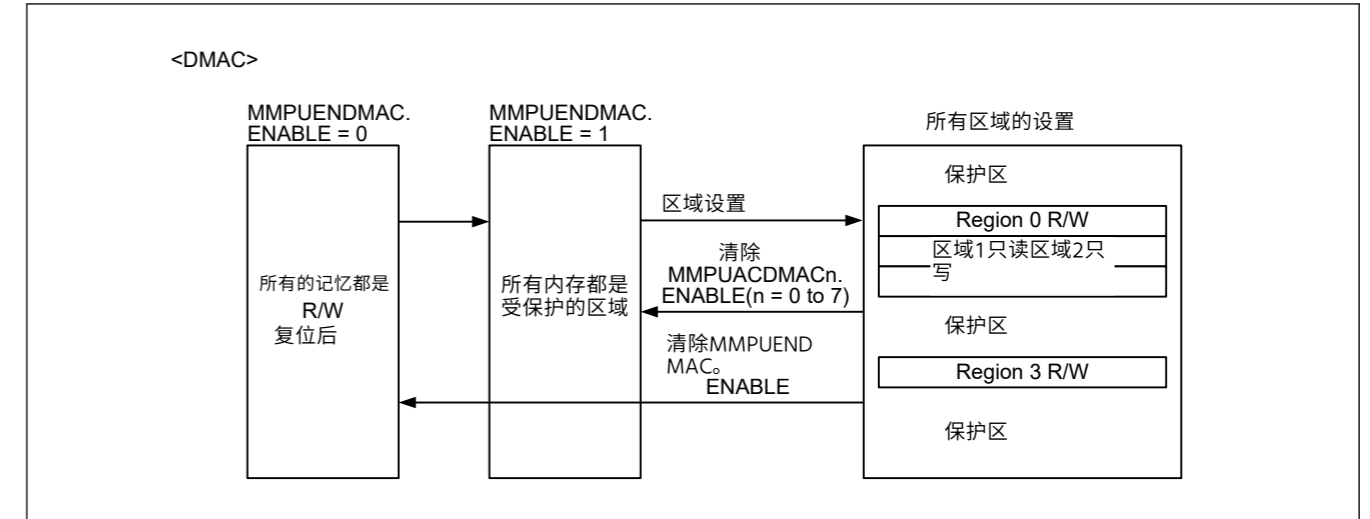 <DMAC>
MMPUENDMAC.
ENABLE = 0
MMPUENDMAC.
ENABLE = 1
所有区域的设置
所有的记忆都是
R/W
复位后
所有内存都是
受保护的区域
区域设置
清除
MMPUACDMACn.
ENABLE(n = 0 to 7)
清除MMPUEND
MAC。
ENABLE
保护区
Region 0 R/W
区域1只读区域2只
写
保护区
Region 3 R/W
保护区